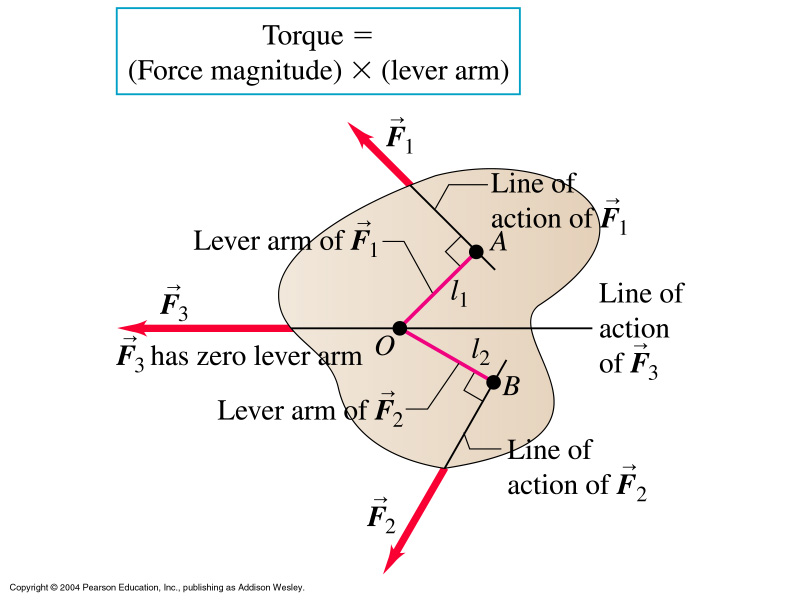 Torque =
(Force magnitude) × (lever arm)
F⃗₁
Line of
action of F⃗₁
Lever arm of F⃗₁
A
l₁
F⃗₃
Line of
action
of F⃗₃
F⃗₃ has zero lever arm
O
l₂
B
Lever arm of F⃗₂
Line of
action of F⃗₂
F⃗₂
Copyright © 2004 Pearson Education, Inc., publishing as Addison Wesley.